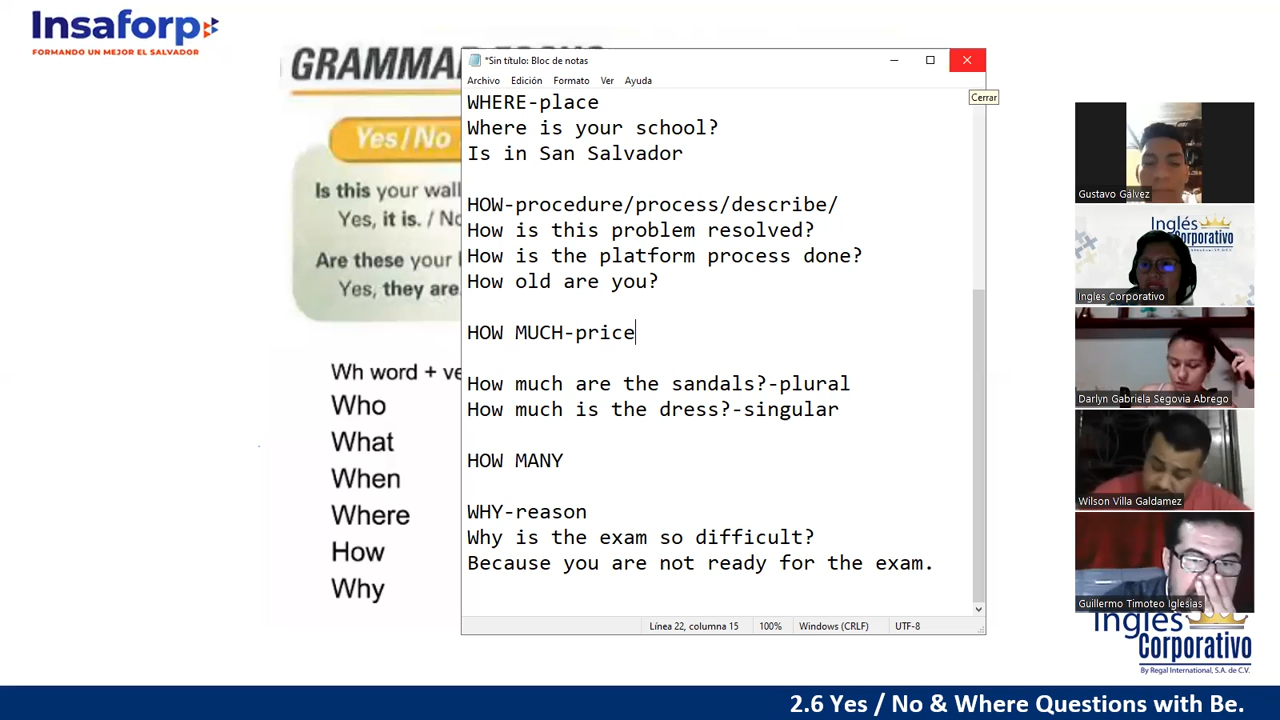 Insaforp
FORMANDO UN MEJOR EL SALVADOR
GRAMMAR
Yes/No
Is this your wall
Yes, it is. / No
Are these your
Yes, they are.
Wh word + ve
Who
What
When
Where
How
Why
*Sin título: Bloc de notas
Archivo Edición Formato Ver Ayuda
Cerrar
WHERE-place
Where is your school?
Is in San Salvador
HOW-procedure/process/describe/
How is this problem resolved?
How is the platform process done?
How old are you?
HOW MUCH-price
How much are the sandals?-plural
How much is the dress?-singular
HOW MANY
WHY-reason
Why is the exam so difficult?
Because you are not ready for the exam.
Línea 22, columna 15 100% Windows (CRLF) UTF-8
Gustavo Gálvez
Inglés
Corporativo
Ingles Corporativo
Darlyn Gabriela Segovia Abrego
Wilson Villa Galdamez
Guillermo Timoteo Iglesias
Inglés
Corporativo
By Regal International, S.A. de C.V.
2.6 Yes / No & Where Questions with Be.